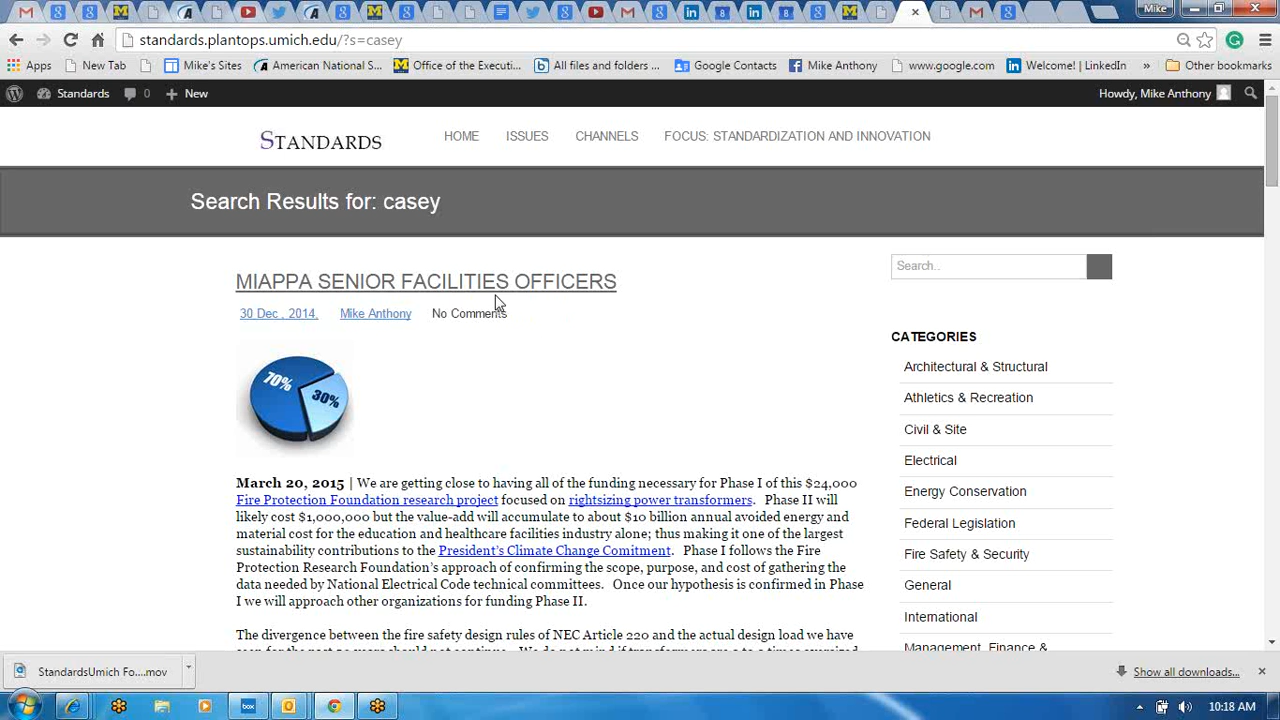 Mike
standards.plantops.umich.edu/?s=casey
Apps New Tab Mike's Sites American National S... Office of the Executi... All files and folders ... Google Contacts Mike Anthony www.google.com Welcome! | LinkedIn » Other bookmarks
Standards 0 New Howdy, Mike Anthony
STANDARDS HOME ISSUES CHANNELS FOCUS: STANDARDIZATION AND INNOVATION
Search Results for: casey
MIAPPA SENIOR FACILITIES OFFICERS
30 Dec , 2014, Mike Anthony No Comments
70%
30%
March 20, 2015 | We are getting close to having all of the funding necessary for Phase I of this $24,000
Fire Protection Foundation research project focused on rightsizing power transformers. Phase II will
likely cost $1,000,000 but the value-add will accumulate to about $10 billion annual avoided energy and
material cost for the education and healthcare facilities industry alone; thus making it one of the largest
sustainability contributions to the President's Climate Change Comitment. Phase I follows the Fire
Protection Research Foundation's approach of confirming the scope, purpose, and cost of gathering the
data needed by National Electrical Code technical committees. Once our hypothesis is confirmed in Phase
I we will approach other organizations for funding Phase II.
The divergence between the fire safety design rules of NEC Article 220 and the actual design load we have
Search..
CATEGORIES
Architectural & Structural
Athletics & Recreation
Civil & Site
Electrical
Energy Conservation
Federal Legislation
Fire Safety & Security
General
International
Management, Finance &
StandardsUmich Fo....mov Show all downloads...
box 10:18 AM